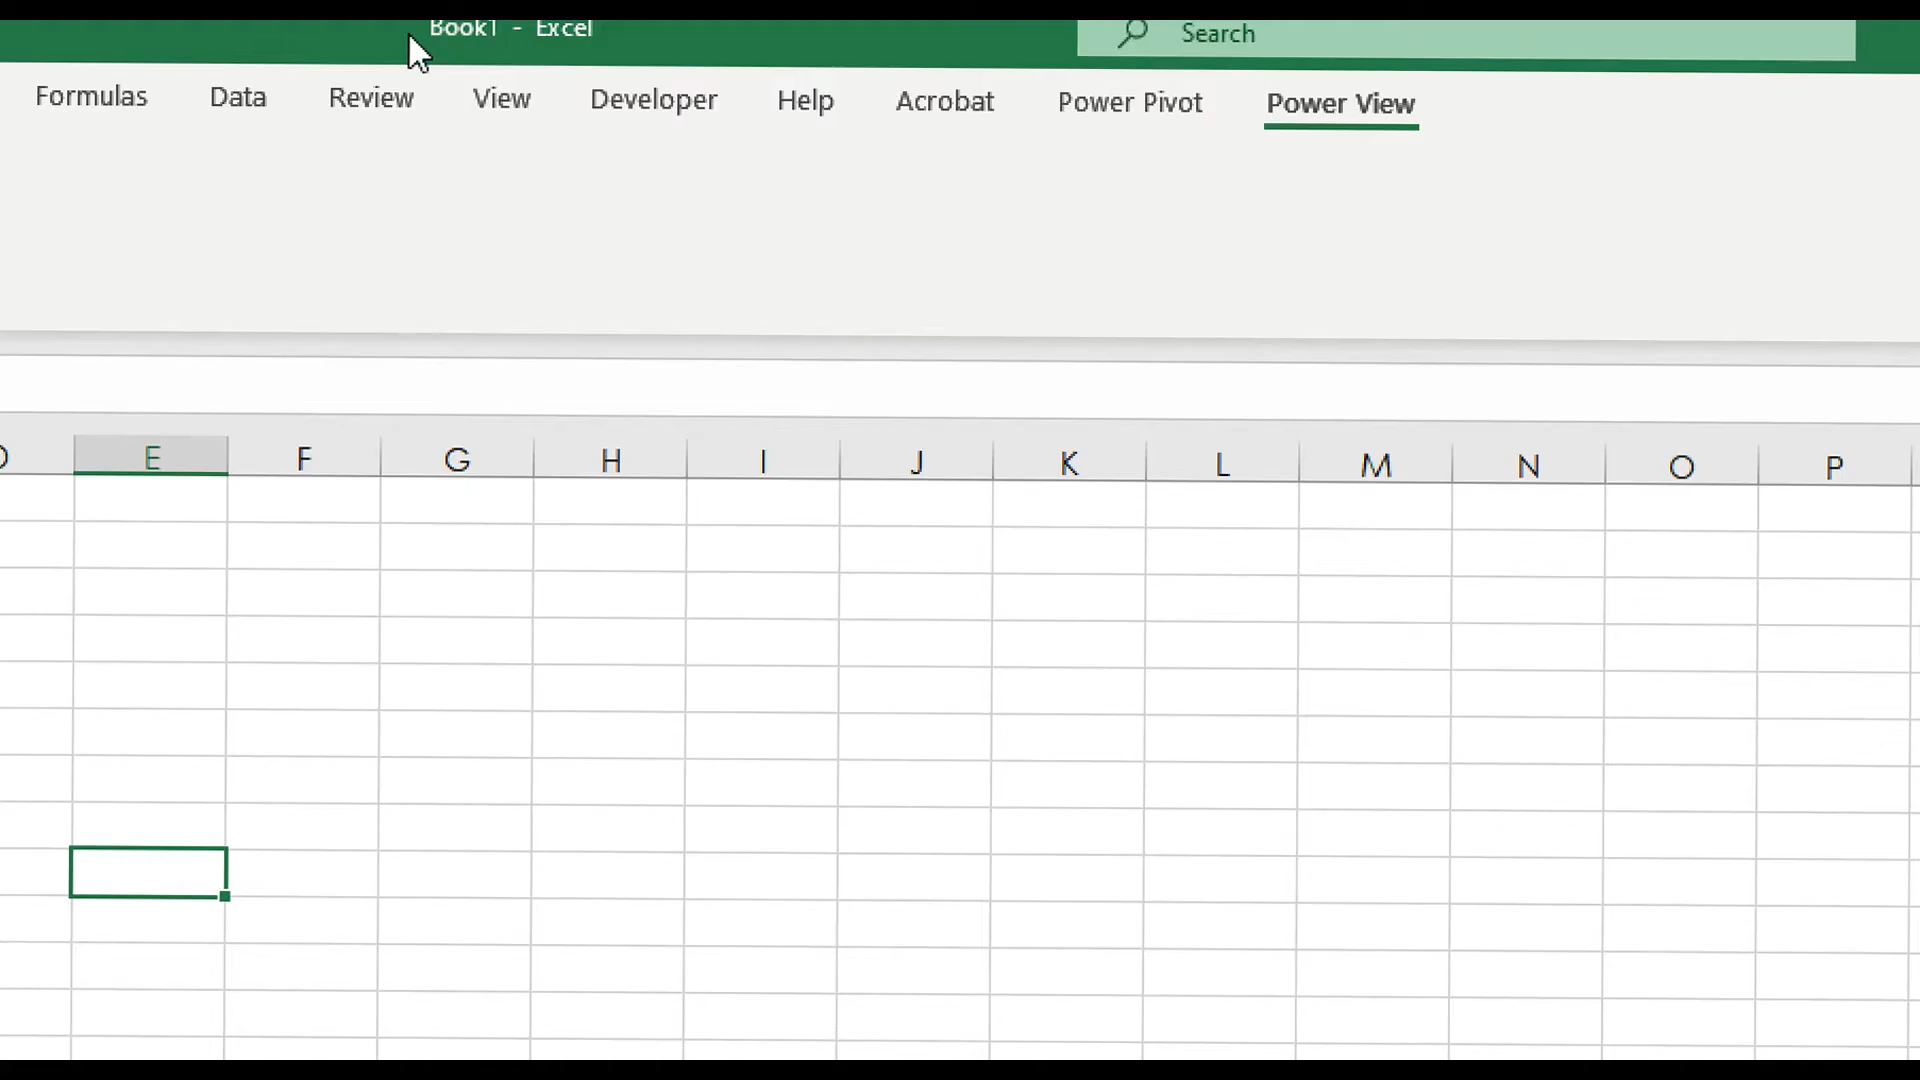 Book1 - Excel
Search
Formulas Data Review View Developer Help Acrobat Power Pivot Power View
E F G H I J K L M N O P